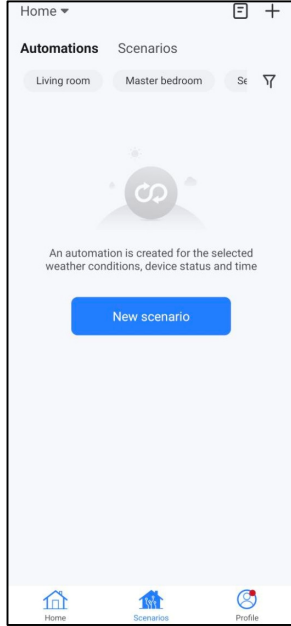 Home
Automations Scenarios
Living room Master bedroom Se
An automation is created for the selected
weather conditions, device status and time
New scenario
Home Scenarios Profile